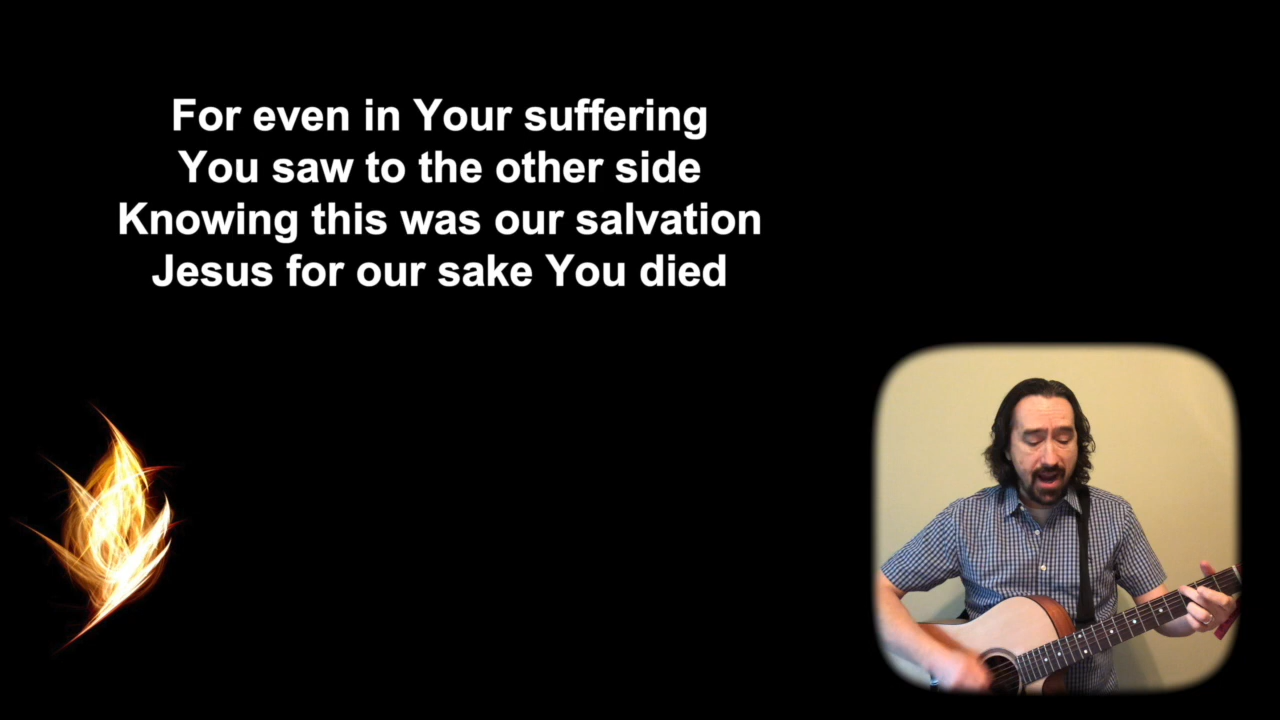 For even in Your suffering
You saw to the other side
Knowing this was our salvation
Jesus for our sake You died